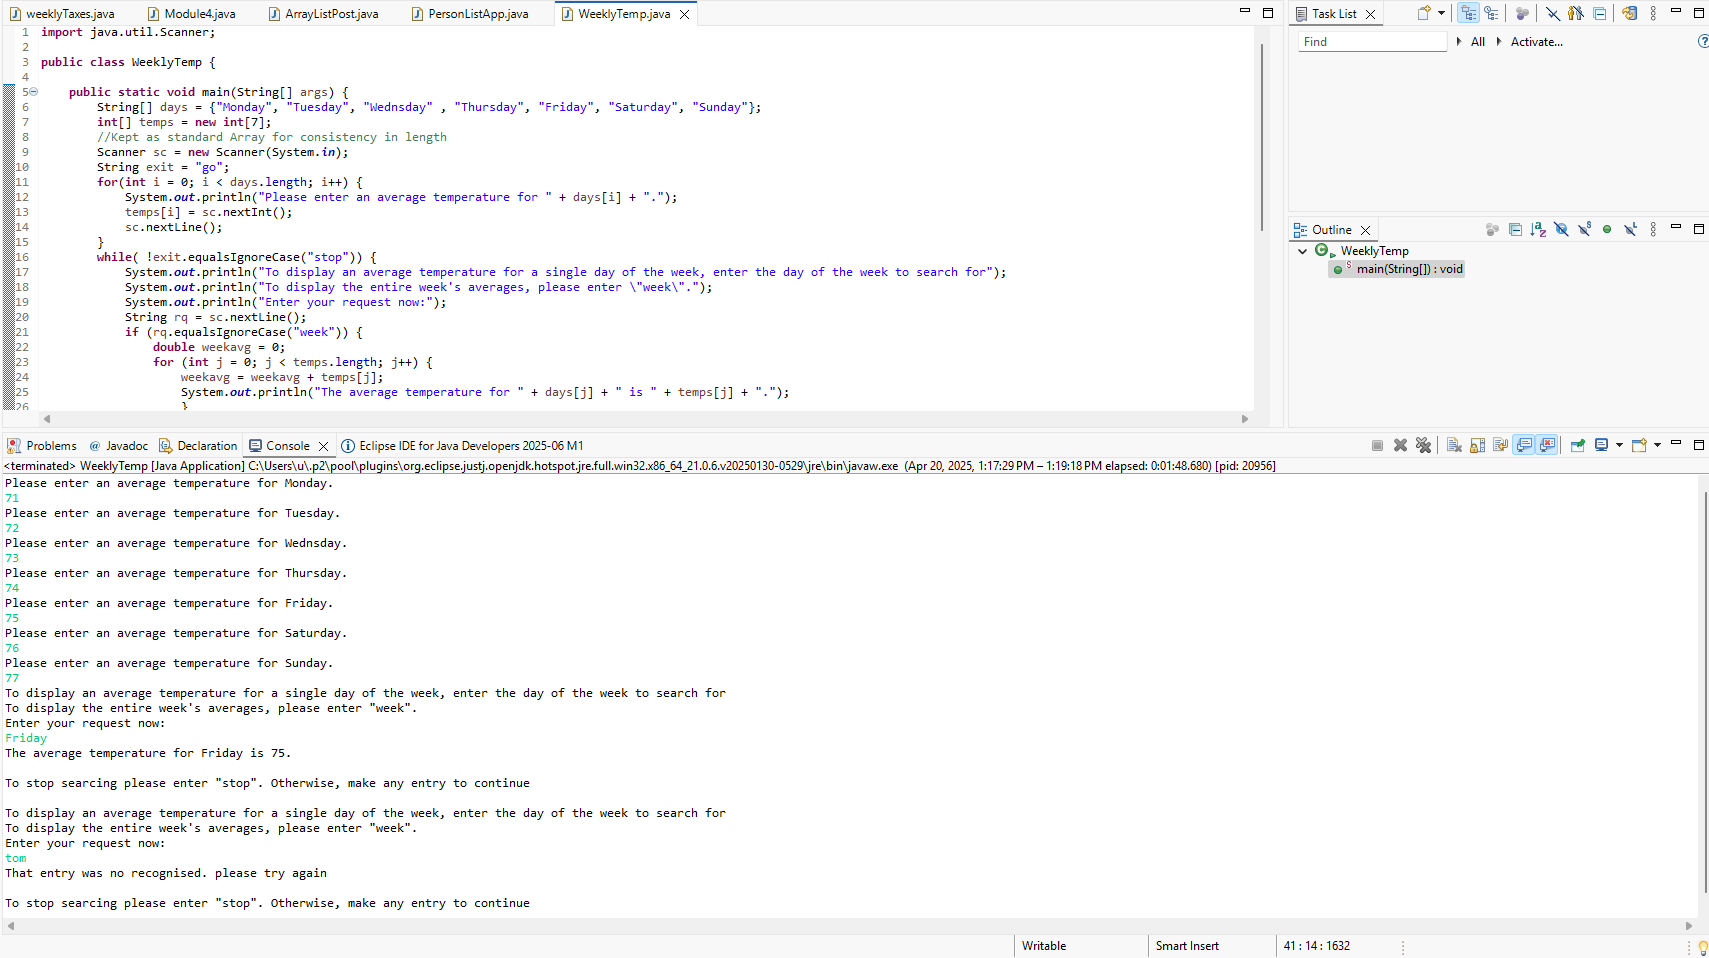 weeklyTaxes.java Module4.java ArrayListPost.java PersonListApp.java WeeklyTemp.java
1 import java.util.Scanner;
2
3 public class WeeklyTemp {
4
5 public static void main(String[] args) {
6 String[] days = {"Monday", "Tuesday", "Wednsday" , "Thursday", "Friday", "Saturday", "Sunday"};
7 int[] temps = new int[7];
8 //Kept as standard Array for consistency in length
9 Scanner sc = new Scanner(System.in);
10 String exit = "go";
11 for(int i = 0; i < days.length; i++) {
12 System.out.println("Please enter an average temperature for " + days[i] + ".");
13 temps[i] = sc.nextInt();
14 sc.nextLine();
15 }
16 while( !exit.equalsIgnoreCase("stop")) {
17 System.out.println("To display an average temperature for a single day of the week, enter the day of the week to search for");
18 System.out.println("To display the entire week's averages, please enter \"week\".");
19 System.out.println("Enter your request now:");
20 String rq = sc.nextLine();
21 if (rq.equalsIgnoreCase("week")) {
22 double weekavg = 0;
23 for (int j = 0; j < temps.length; j++) {
24 weekavg = weekavg + temps[j];
25 System.out.println("The average temperature for " + days[j] + " is " + temps[j] + ".");
26 }
Task List
Find All Activate...
Outline
WeeklyTemp
main(String[]) : void
Problems Javadoc Declaration Console Eclipse IDE for Java Developers 2025-06 M1
<terminated> WeeklyTemp [Java Application] C:\Users\u\.p2\pool\plugins\org.eclipse.justj.openjdk.hotspot.jre.full.win32.x86_64_21.0.6.v20250130-0529\jre\bin\javaw.exe (Apr 20, 2025, 1:17:29 PM – 1:19:18 PM elapsed: 0:01:48.680) [pid: 20956]
Please enter an average temperature for Monday.
71
Please enter an average temperature for Tuesday.
72
Please enter an average temperature for Wednsday.
73
Please enter an average temperature for Thursday.
74
Please enter an average temperature for Friday.
75
Please enter an average temperature for Saturday.
76
Please enter an average temperature for Sunday.
77
To display an average temperature for a single day of the week, enter the day of the week to search for
To display the entire week's averages, please enter "week".
Enter your request now:
Friday
The average temperature for Friday is 75.
To stop searcing please enter "stop". Otherwise, make any entry to continue
To display an average temperature for a single day of the week, enter the day of the week to search for
To display the entire week's averages, please enter "week".
Enter your request now:
tom
That entry was no recognised. please try again
To stop searcing please enter "stop". Otherwise, make any entry to continue
Writable Smart Insert 41 : 14 : 1632